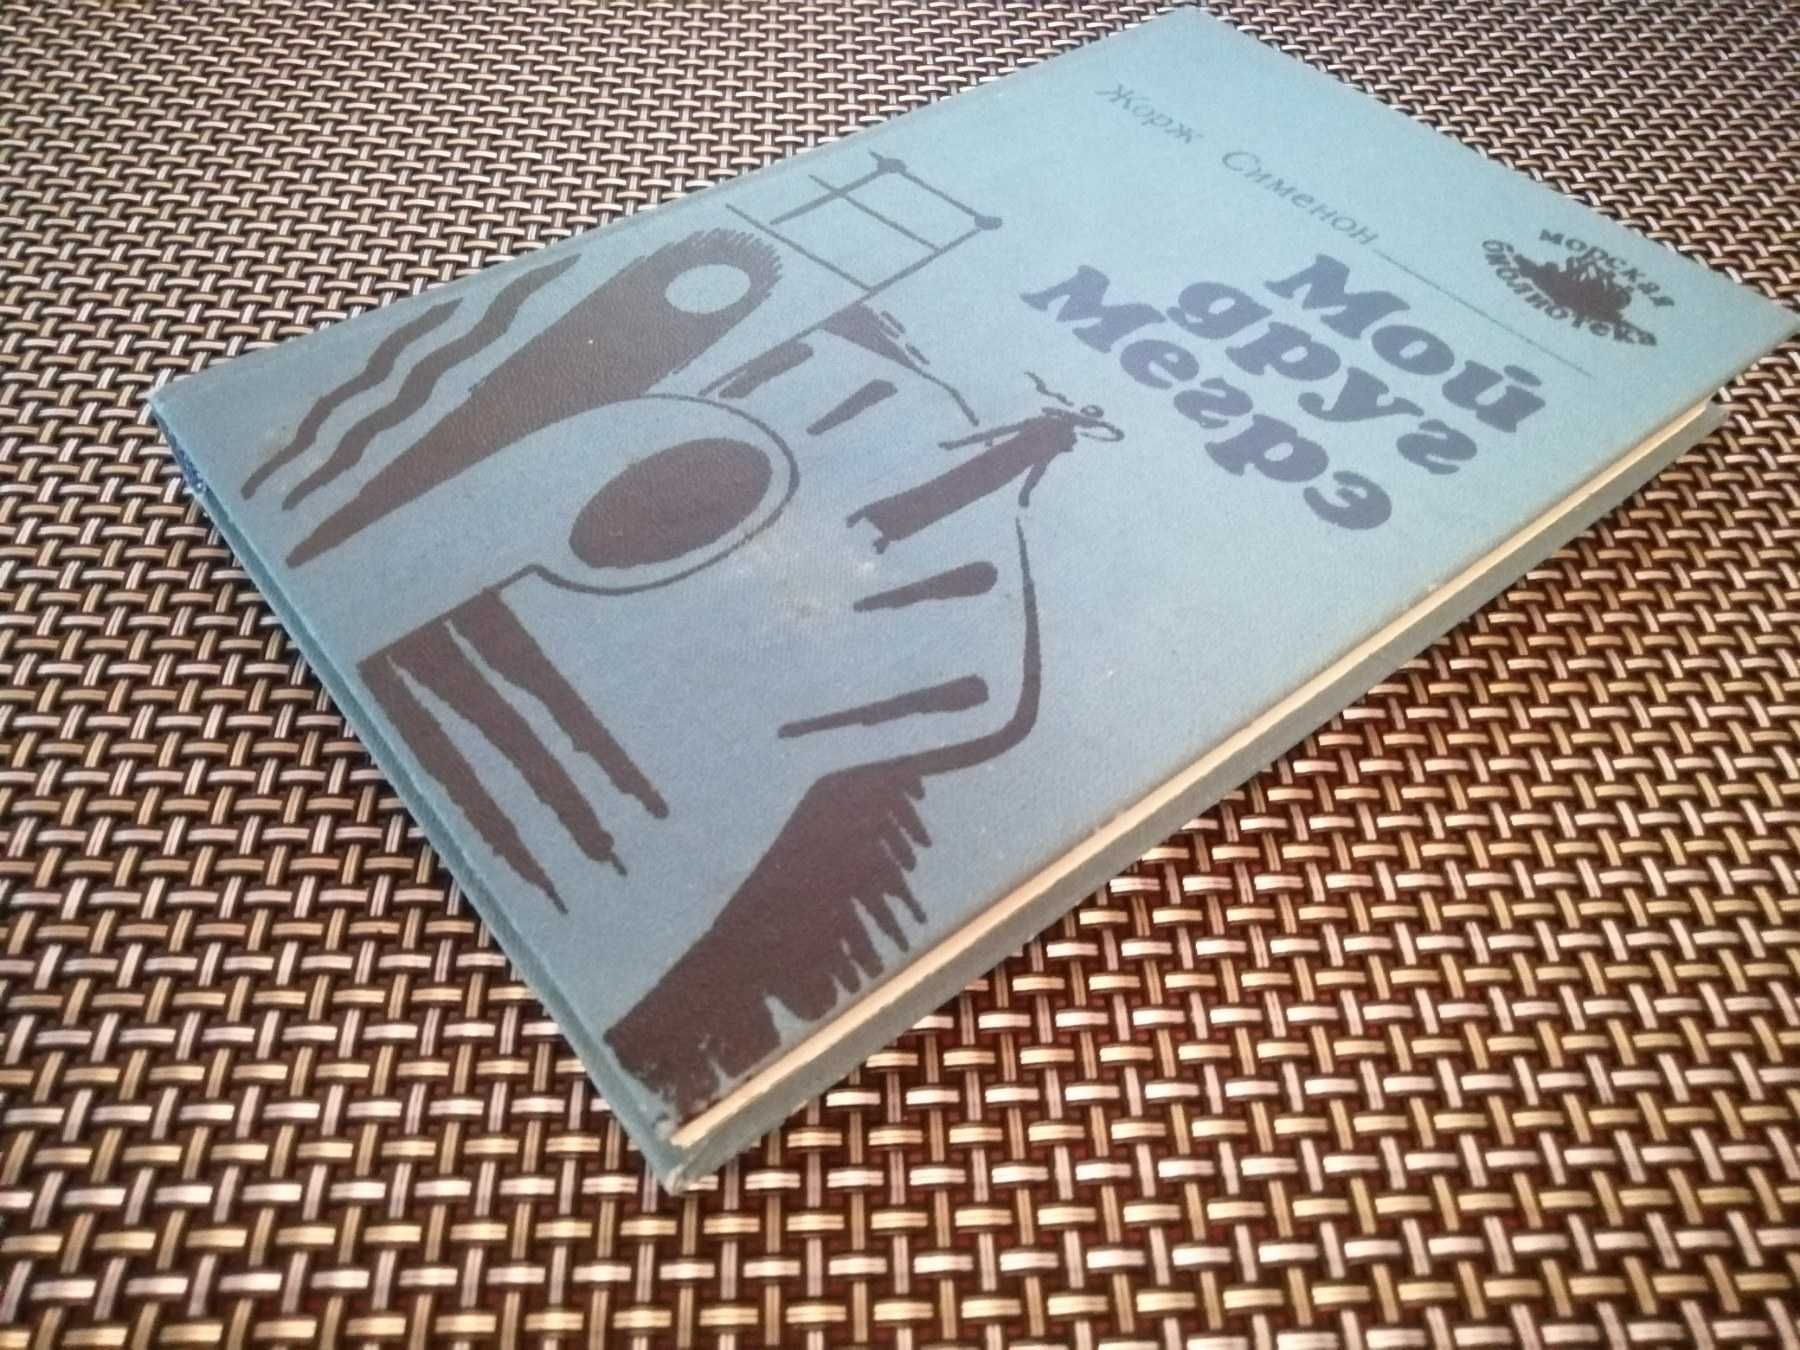 Жорж Сименон
морская
библиотека
Мой
друг
Мегрэ